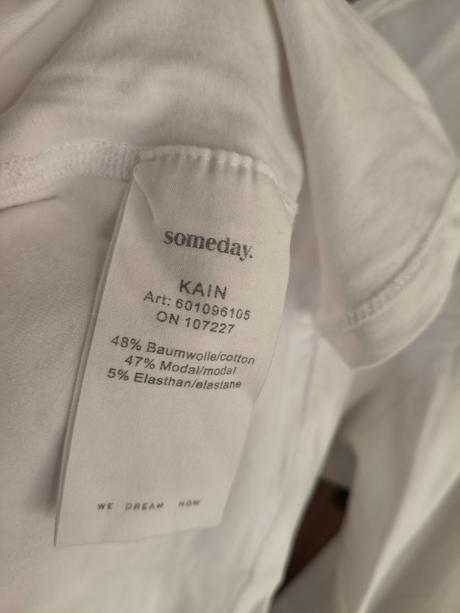 someday.
KAIN
Art: 601096105
ON 107227
48% Baumwolle/cotton
47% Modal/modal
5% Elasthan/elastane
WE DREAM NOW